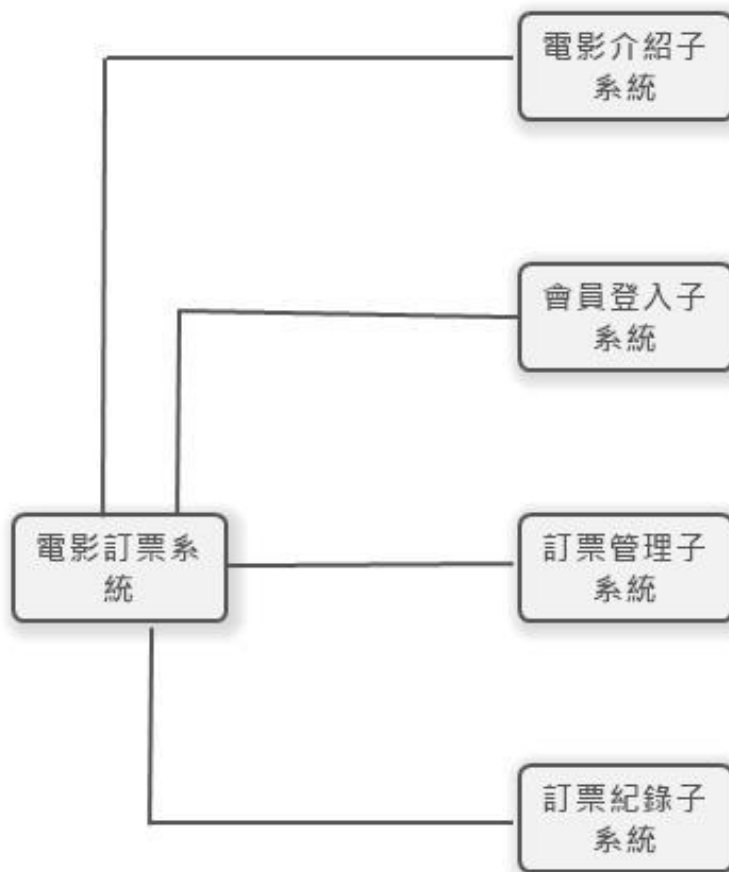 電影介紹子
系統
會員登入子
系統
電影訂票系
統
訂票管理子
系統
訂票紀錄子
系統